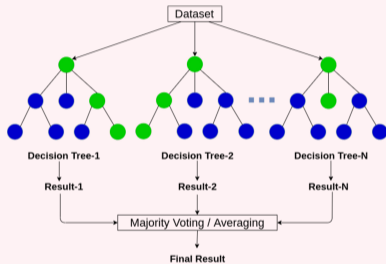 Dataset
Decision Tree-1
Decision Tree-2
Decision Tree-N
Result-1
Result-2
Result-N
Majority Voting / Averaging
Final Result